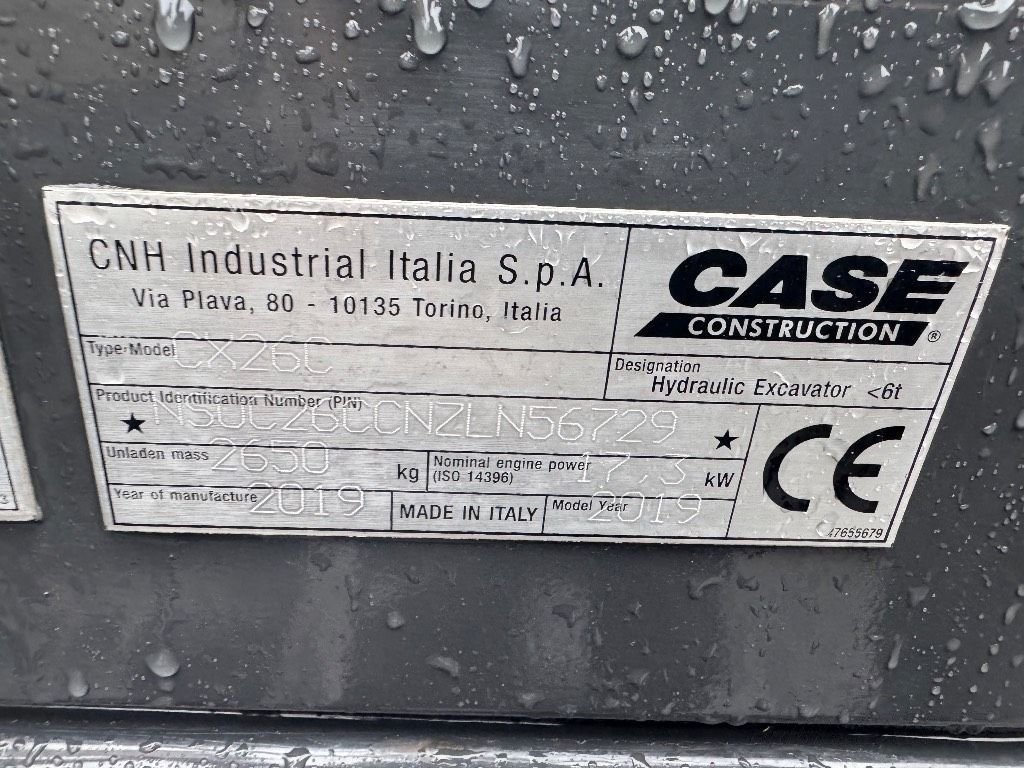 CNH Industrial Italia S.p.A.
Via Plava, 80 - 10135 Torino, Italia
CASE
CONSTRUCTION ®
Type-Model CX26C
Designation
Hydraulic Excavator <6t
Product Identification Number (PIN)
★ NS0C26CCNZLN56729 ★
Unladen mass 2650 kg
Nominal engine power
(ISO 14396) 17,3 kW
Year of manufacture 2019
MADE IN ITALY
Model Year 2019
CE
47655679